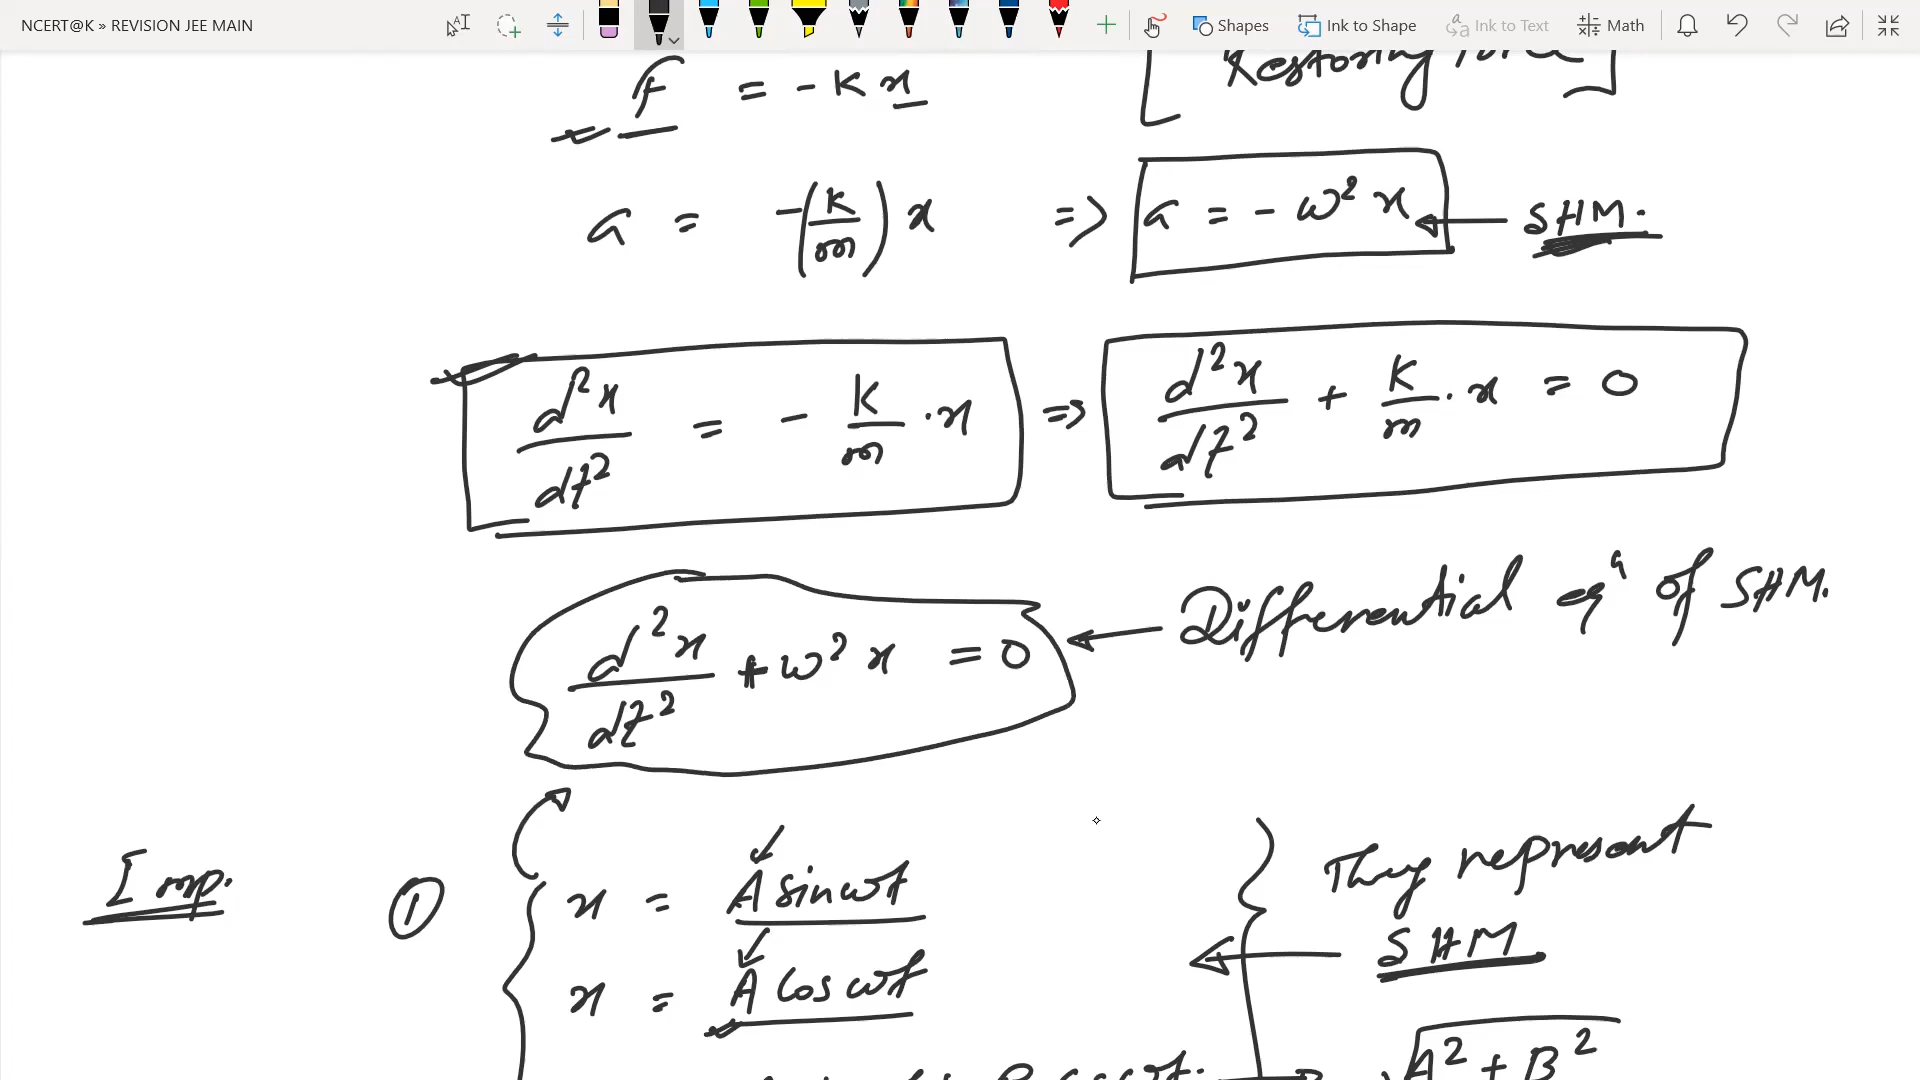 NCERT@K » REVISION JEE MAIN
Shapes Ink to Shape Ink to Text Math
F = - K x [Restoring force]
a = -(K/m) x => a = - ω² x ← SHM.
d²x/dt² = - K/m . x => d²x/dt² + K/m . x = 0
d²x/dt² + ω² x = 0 ← Differential eqⁿ of SHM.
Imp. ① x = A sin ωt
They represent
x = A Cos ωt
SHM
√A² + B²